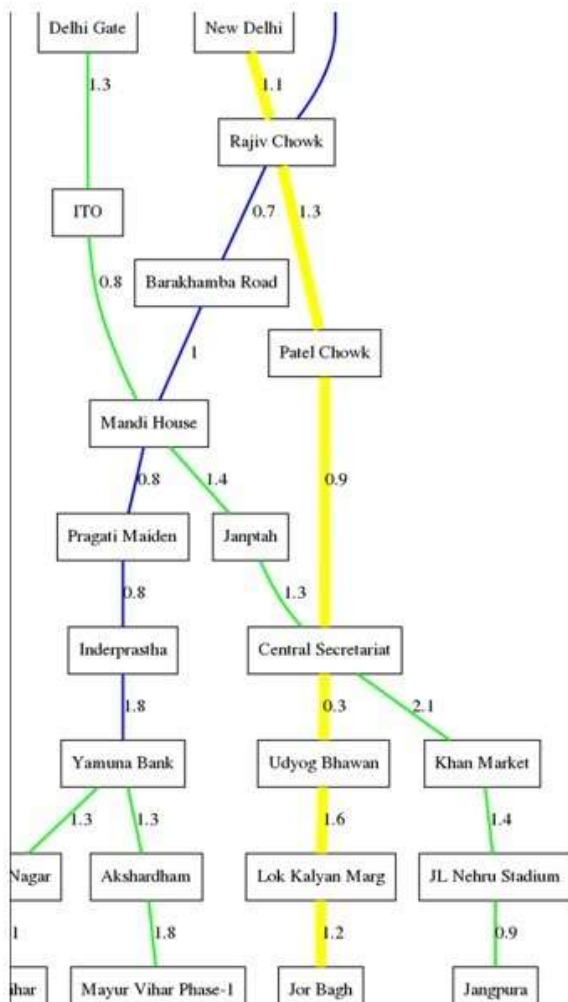 Delhi Gate
New Delhi
1.3
1.1
Rajiv Chowk
ITO
0.7
1.3
0.8
Barakhamba Road
1
Patel Chowk
Mandi House
0.8
1.4
0.9
Pragati Maiden
Janptah
0.8
1.3
Inderprastha
Central Secretariat
1.8
0.3
2.1
Yamuna Bank
Udyog Bhawan
Khan Market
1.3
1.3
1.6
1.4
Nagar
Akshardham
Lok Kalyan Marg
JL Nehru Stadium
1
1.8
1.2
0.9
ihar
Mayur Vihar Phase-1
Jor Bagh
Jangpura